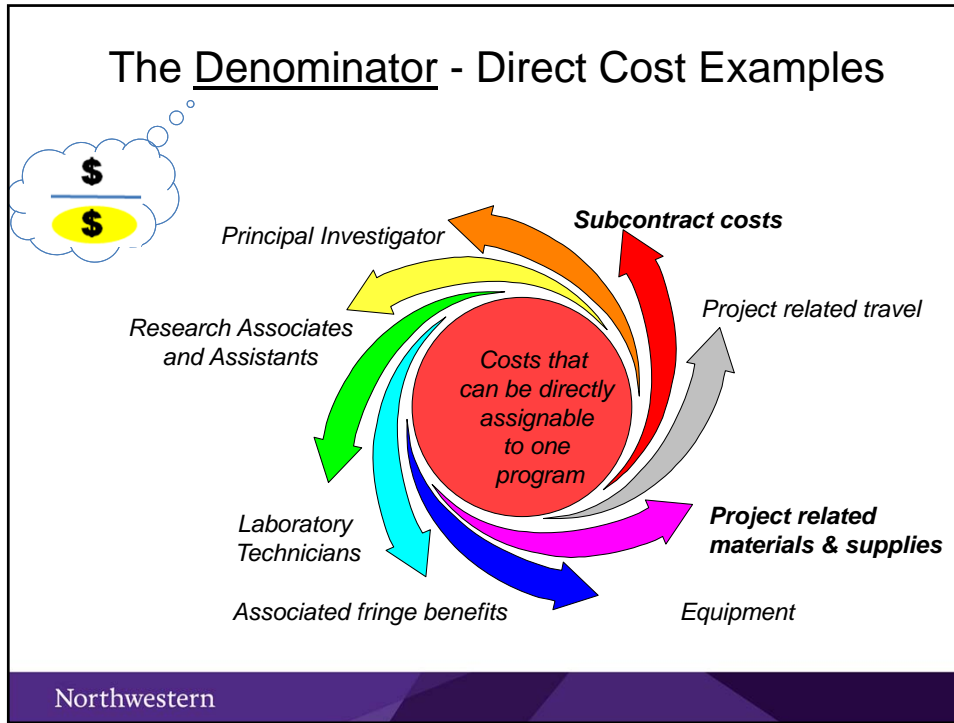 The Denominator - Direct Cost Examples
$
$
Principal Investigator
Subcontract costs
Research Associates
and Assistants
Project related travel
Costs that
can be directly
assignable
to one
program
Laboratory
Technicians
Project related
materials & supplies
Associated fringe benefits
Equipment
Northwestern